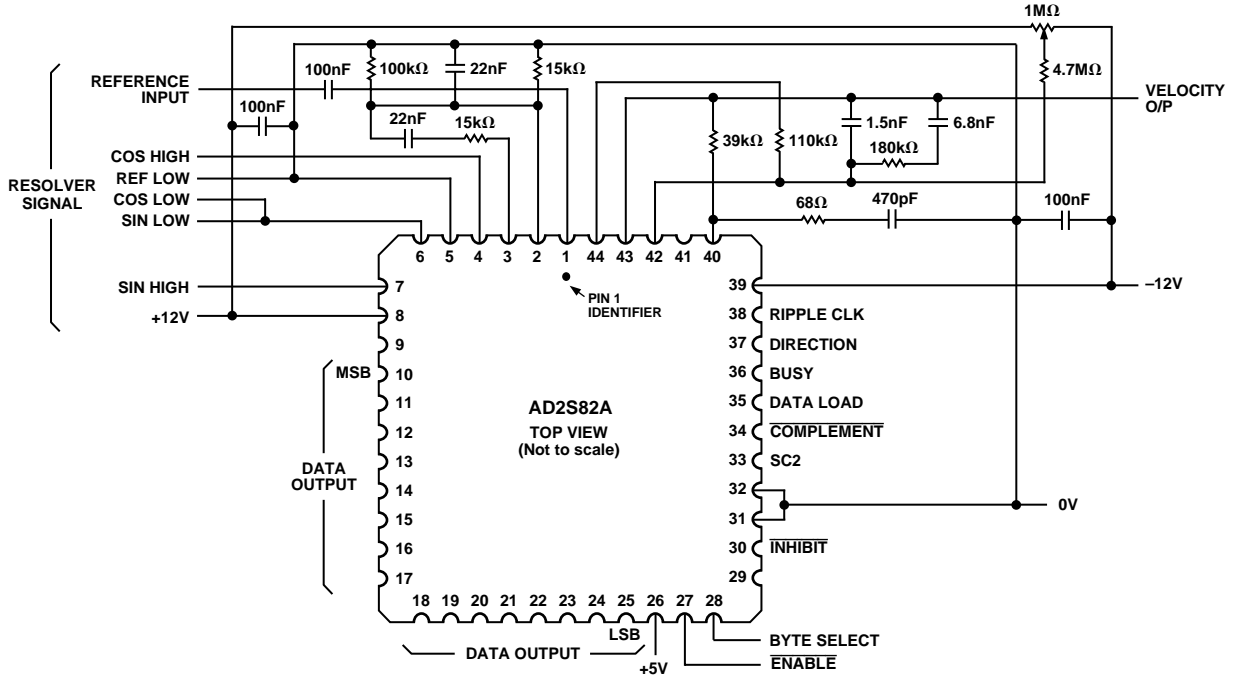 1MΩ
100kΩ
22nF
15kΩ
4.7MΩ
REFERENCE
INPUT
100nF
VELOCITY
O/P
100nF
22nF
15kΩ
39kΩ
110kΩ
1.5nF
6.8nF
180kΩ
COS HIGH
REF LOW
COS LOW
SIN LOW
RESOLVER
SIGNAL
68Ω
470pF
100nF
6
5
4
3
2
1
44
43
42
41
40
SIN HIGH
7
PIN 1
IDENTIFIER
39
–12V
+12V
8
38 RIPPLE CLK
9
37 DIRECTION
MSB 10
36 BUSY
11
35 DATA LOAD
AD2S82A
TOP VIEW
(Not to scale)
12
34 COMPLEMENT
13
33 SC2
DATA
OUTPUT
14
32
0V
15
31
16
30 INHIBIT
17
29
18
19
20
21
22
23
24
25
26
27
28
LSB
DATA OUTPUT
+5V
BYTE SELECT
ENABLE